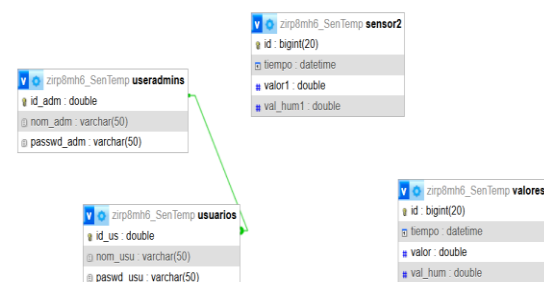 v zirp8mh6_SenTemp sensor2
id : bigint(20)
tiempo : datetime
# valor1 : double
# val_hum1 : double
v zirp8mh6_SenTemp useradmins
id_adm : double
nom_adm : varchar(50)
passwd_adm : varchar(50)
v zirp8mh6_SenTemp usuarios
id_us : double
nom_usu : varchar(50)
paswd_usu : varchar(50)
v zirp8mh6_SenTemp valores
id : bigint(20)
tiempo : datetime
# valor : double
# val_hum : double